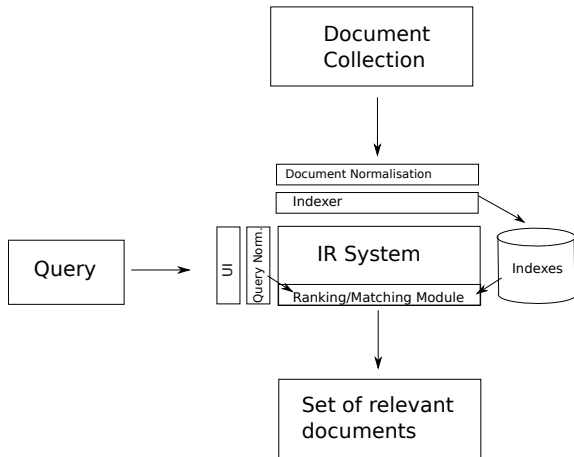 Document
Collection
Document Normalisation
Indexer
Query
UI
Query Norm.
IR System
Ranking/Matching Module
Indexes
Set of relevant
documents